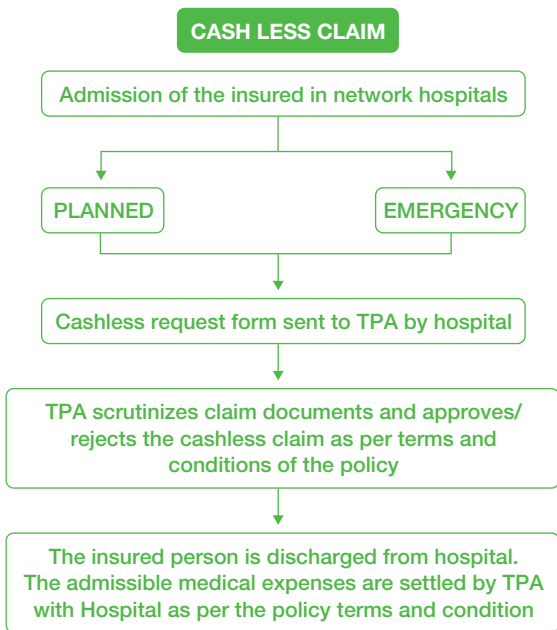 CASH LESS CLAIM
Admission of the insured in network hospitals
PLANNED
EMERGENCY
Cashless request form sent to TPA by hospital
TPA scrutinizes claim documents and approves/
rejects the cashless claim as per terms and
conditions of the policy
The insured person is discharged from hospital.
The admissible medical expenses are settled by TPA
with Hospital as per the policy terms and condition